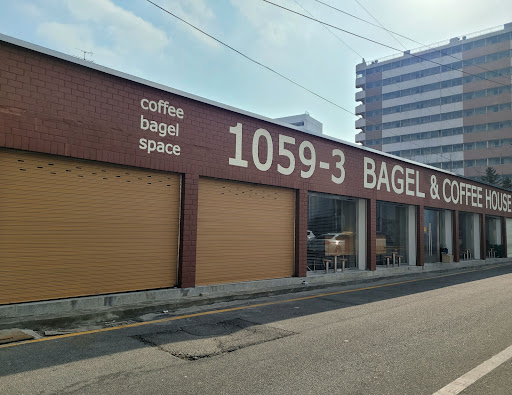 coffee
bagel
space
1059-3 BAGEL & COFFEE HOUSE